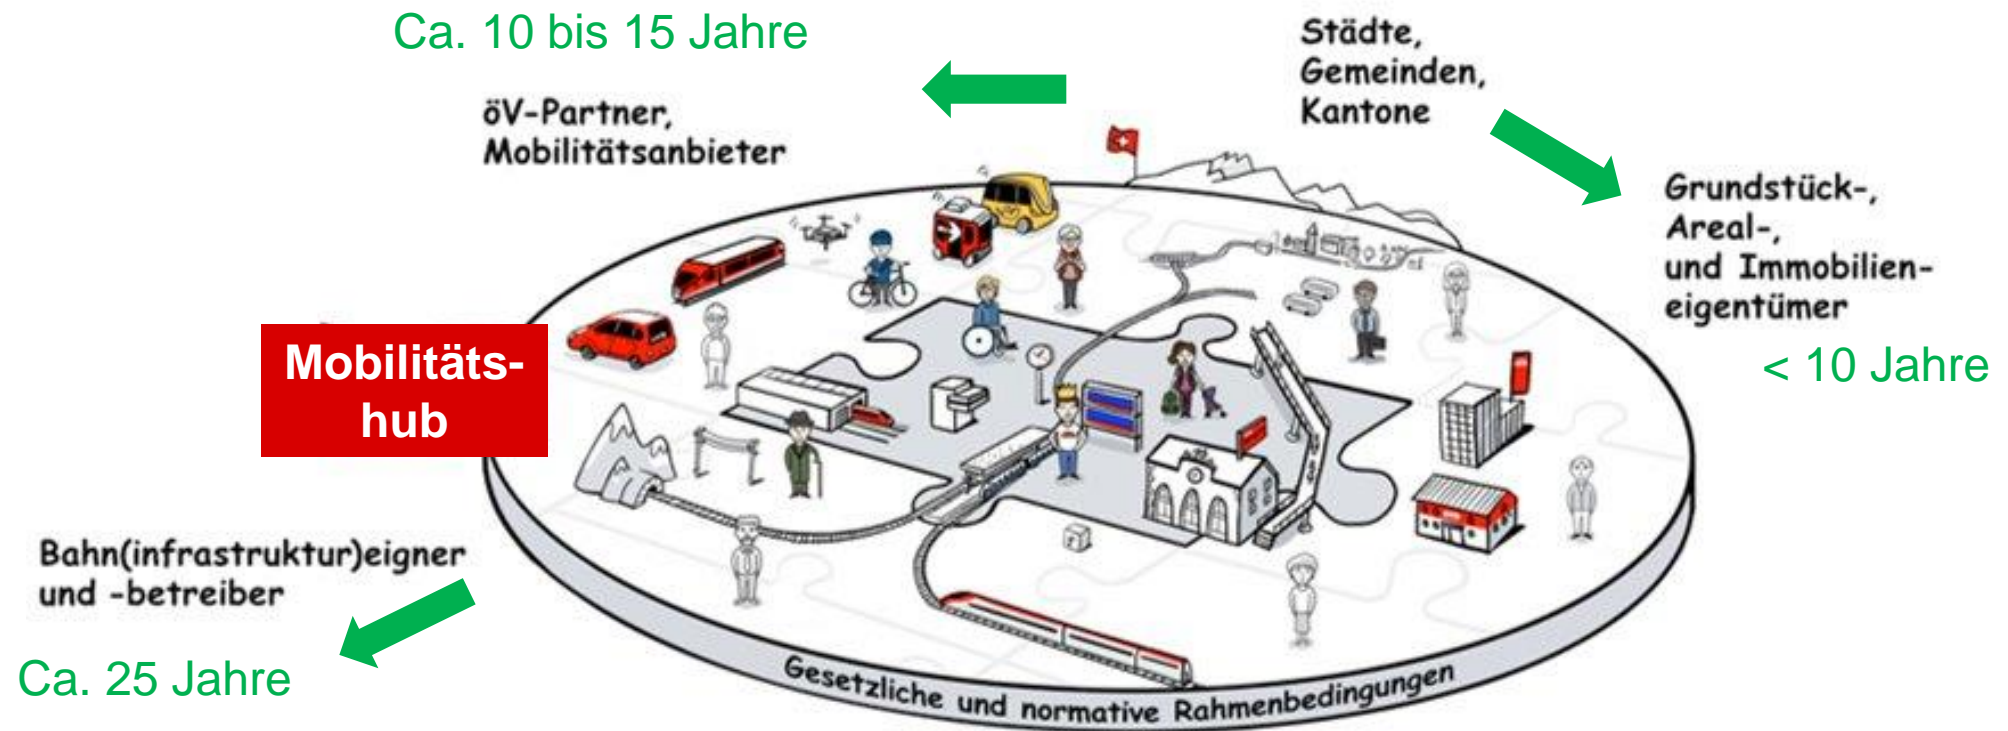 Ca. 10 bis 15 Jahre
öV-Partner,
Mobilitätsanbieter
Städte,
Gemeinden,
Kantone
Grundstück-,
Areal-,
und Immobilien-
eigentümer
< 10 Jahre
Mobilitäts-
hub
Bahn(infrastruktur)eigner
und -betreiber
Ca. 25 Jahre
Gesetzliche und normative Rahmenbedingungen